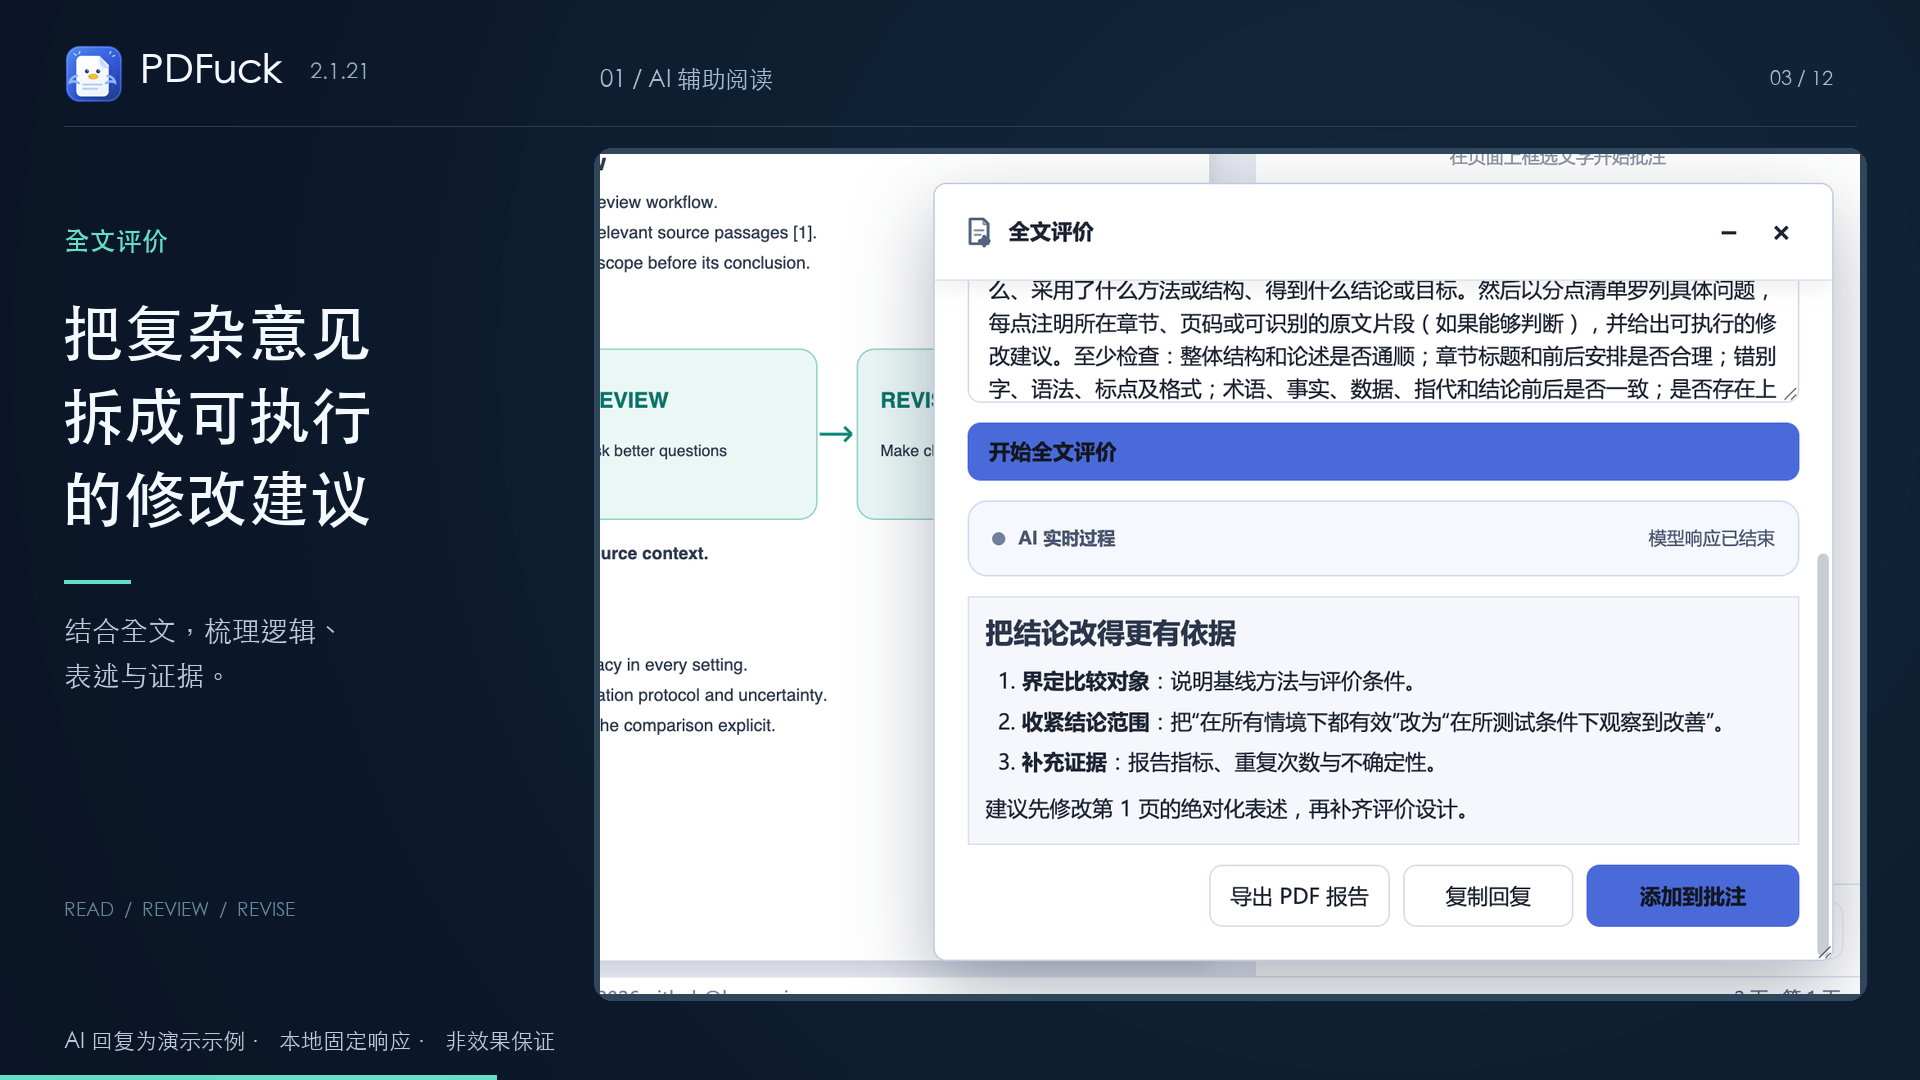 PDFuck 2.1.21
01 / AI 辅助阅读
03 / 12
全文评价
把复杂意见
拆成可执行
的修改建议
结合全文，梳理逻辑、
表述与证据。
READ / REVIEW / REVISE
AI 回复为演示示例 · 本地固定响应 · 非效果保证
eview workflow.
elevant source passages [1].
scope before its conclusion.
EVIEW
sk better questions
REVIS
Make cl
urce context.
acy in every setting.
ation protocol and uncertainty.
he comparison explicit.
在页面上框选文字开始批注
全文评价
么、采用了什么方法或结构、得到什么结论或目标。然后以分点清单罗列具体问题，
每点注明所在章节、页码或可识别的原文片段（如果能够判断），并给出可执行的修
改建议。至少检查：整体结构和论述是否通顺；章节标题和前后安排是否合理；错别
字、语法、标点及格式；术语、事实、数据、指代和结论前后是否一致；是否存在上
开始全文评价
AI 实时过程
模型响应已结束
把结论改得更有依据
1. 界定比较对象：说明基线方法与评价条件。
2. 收紧结论范围：把“在所有情境下都有效”改为“在所测试条件下观察到改善”。
3. 补充证据：报告指标、重复次数与不确定性。
建议先修改第 1 页的绝对化表述，再补齐评价设计。
导出 PDF 报告
复制回复
添加到批注